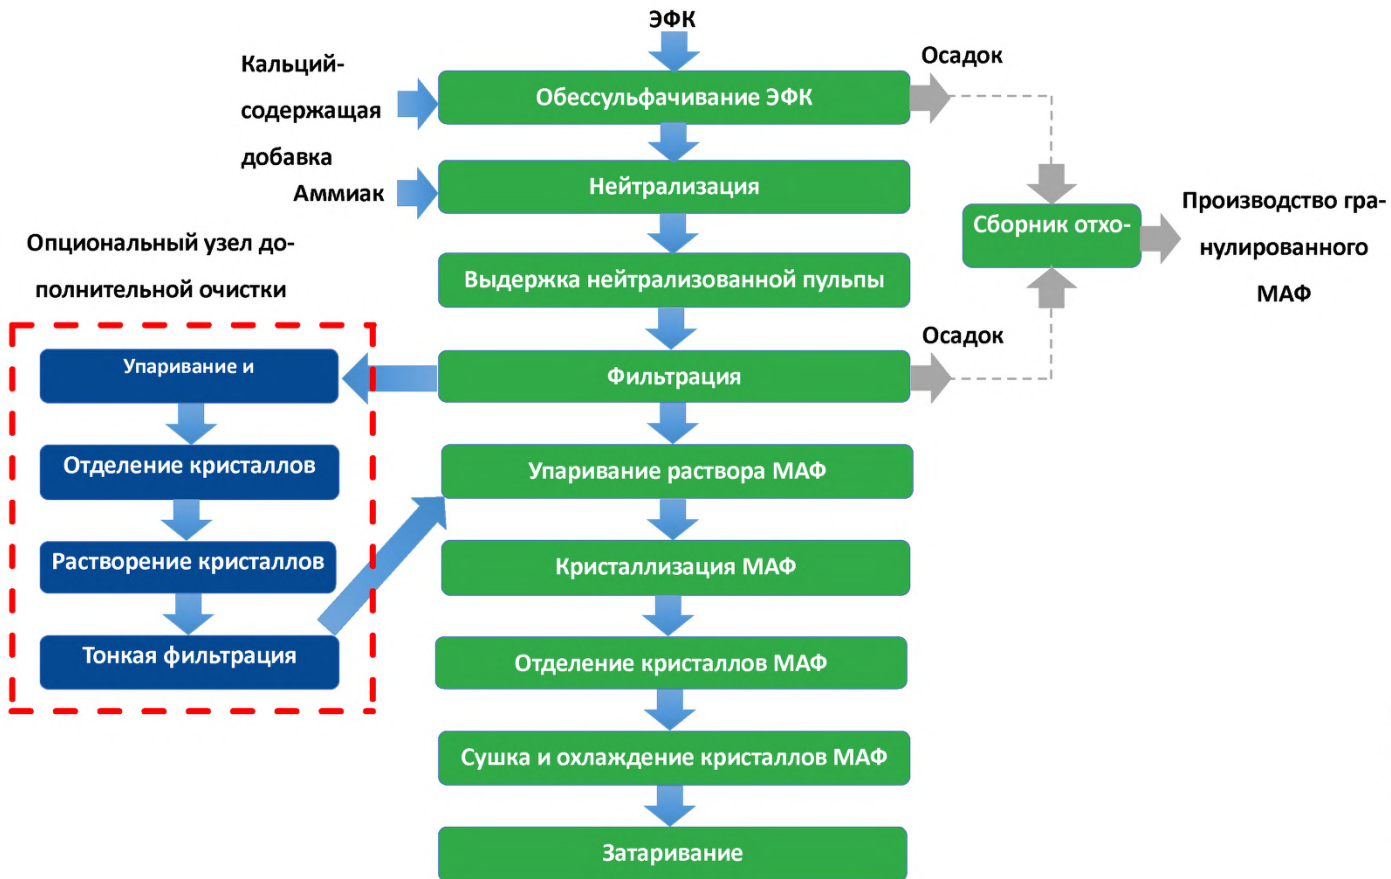 ЭФК
Кальций-
содержащая
добавка
Обессульфачивание ЭФК
Осадок
Аммиак
Нейтрализация
Сборник отхо-
Производство гра-
нулированного
МАФ
Опциональный узел до-
полнительной очистки
Выдержка нейтрализованной пульпы
Упаривание и
Фильтрация
Осадок
Отделение кристаллов
Упаривание раствора МАФ
Растворение кристаллов
Кристаллизация МАФ
Тонкая фильтрация
Отделение кристаллов МАФ
Сушка и охлаждение кристаллов МАФ
Затаривание